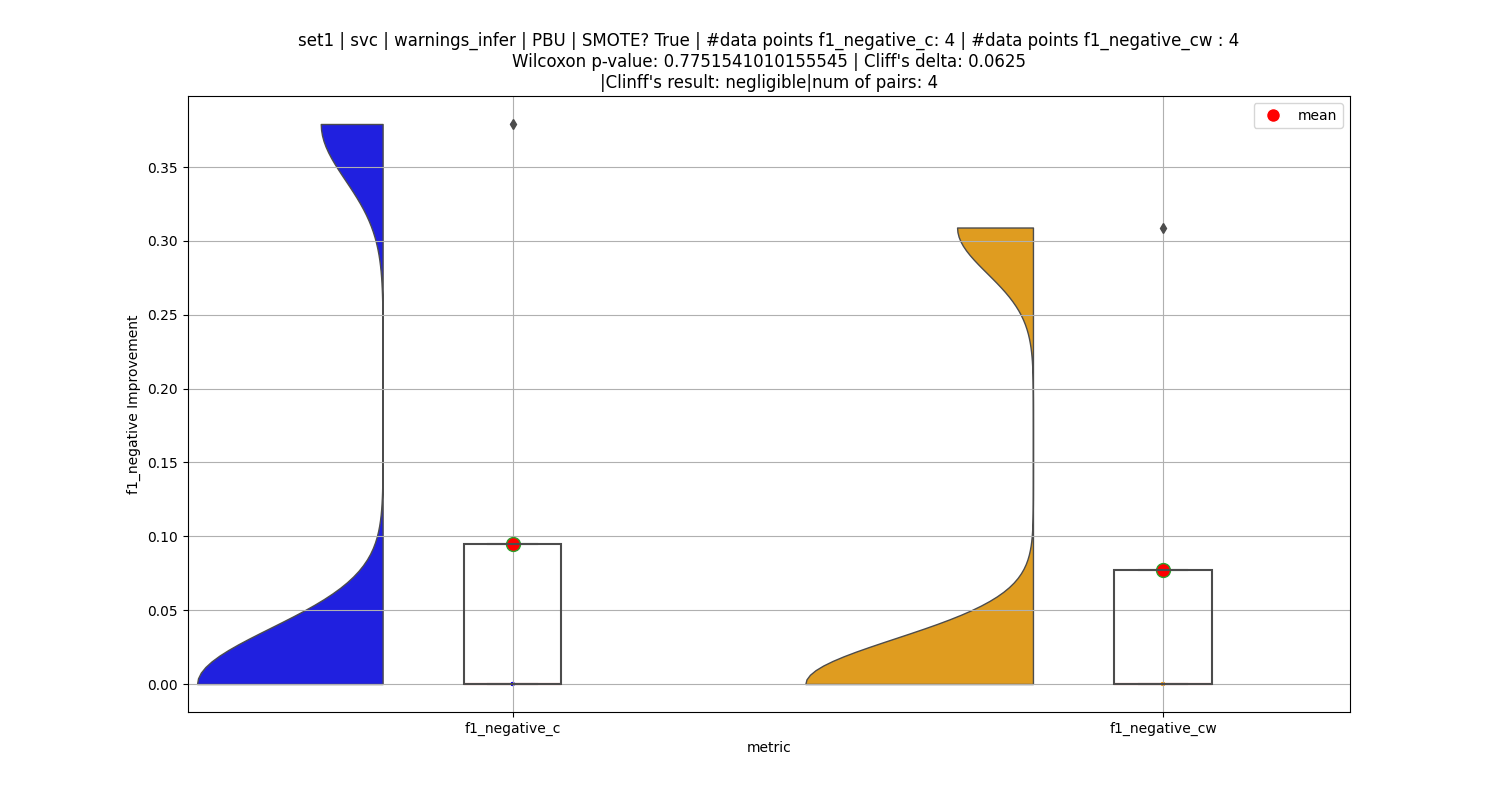 set1 | svc | warnings_infer | PBU | SMOTE? True | #data points f1_negative_c: 4 | #data points f1_negative_cw : 4
Wilcoxon p-value: 0.7751541010155545 | Cliff's delta: 0.0625
|Clinff's result: negligible|num of pairs: 4
mean
0.35
0.30
0.25
0.20
0.15
0.10
0.05
0.00
f1_negative Improvement
f1_negative_c
f1_negative_cw
metric